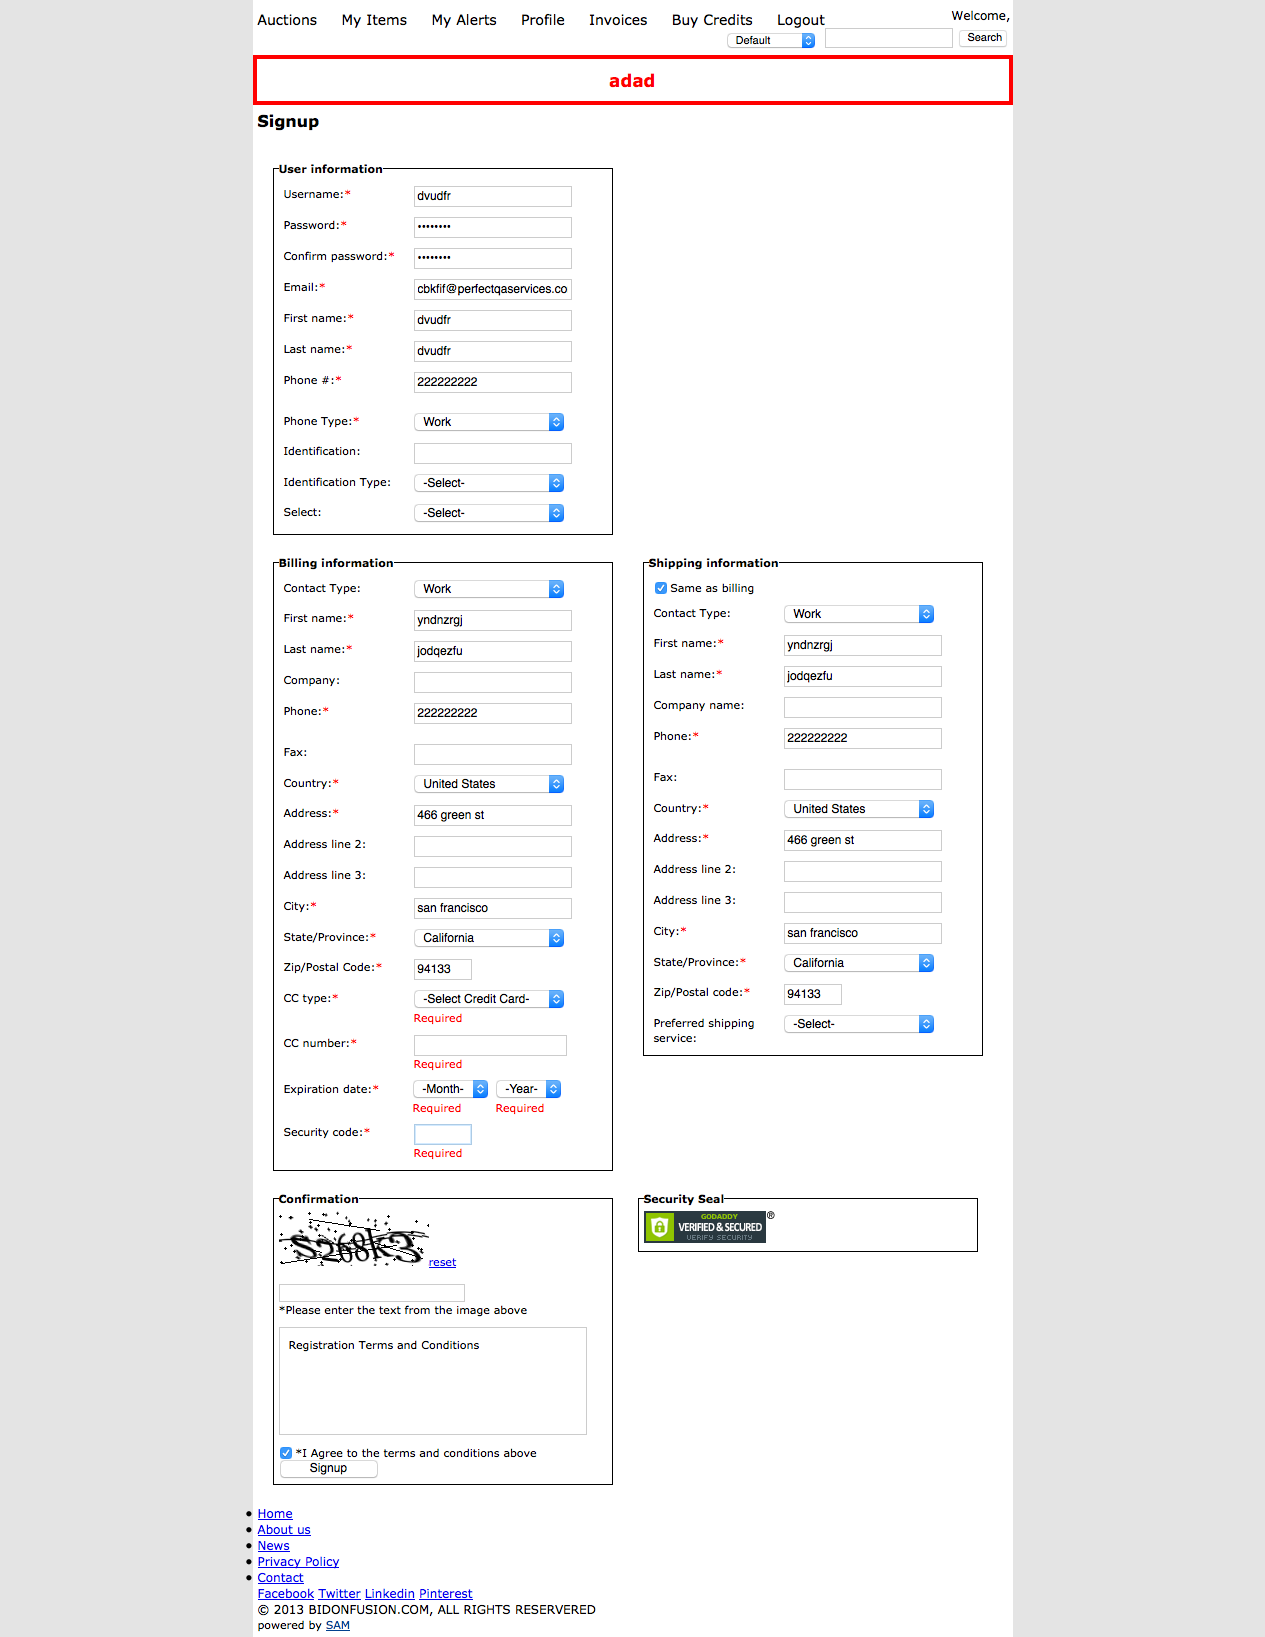 Auctions My Items My Alerts Profile Invoices Buy Credits Logout Welcome,
Default Search
adad
Signup
User information
Username:* dvudfr
Password:* ••••••••
Confirm password:* ••••••••
Email:* cbkfif@perfectqaservices.co
First name:* dvudfr
Last name:* dvudfr
Phone #:* 222222222
Phone Type:* Work
Identification:
Identification Type: -Select-
Select: -Select-
Billing information
Contact Type: Work
First name:* yndnzrgj
Last name:* jodqezfu
Company:
Phone:* 222222222
Fax:
Country:* United States
Address:* 466 green st
Address line 2:
Address line 3:
City:* san francisco
State/Province:* California
Zip/Postal Code:* 94133
CC type:* -Select Credit Card-
Required
CC number:*
Required
Expiration date:* -Month- -Year-
Required Required
Security code:*
Required
Shipping information
Same as billing
Contact Type: Work
First name:* yndnzrgj
Last name:* jodqezfu
Company name:
Phone:* 222222222
Fax:
Country:* United States
Address:* 466 green st
Address line 2:
Address line 3:
City:* san francisco
State/Province:* California
Zip/Postal code:* 94133
Preferred shipping -Select-
service:
Confirmation
S268k3 reset
*Please enter the text from the image above
Registration Terms and Conditions
*I Agree to the terms and conditions above
Signup
Security Seal
GODADDY
VERIFIED & SECURED ®
VERIFY SECURITY
• Home
• About us
• News
• Privacy Policy
• Contact
Facebook Twitter Linkedin Pinterest
© 2013 BIDONFUSION.COM, ALL RIGHTS RESERVERED
powered by SAM